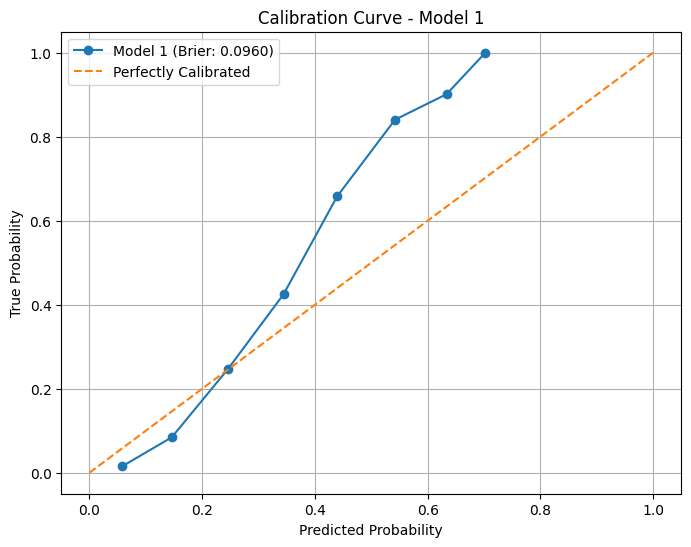 Calibration Curve - Model 1
Model 1 (Brier: 0.0960)
Perfectly Calibrated
True Probability
1.0
0.8
0.6
0.4
0.2
0.0
0.0 0.2 0.4 0.6 0.8 1.0
Predicted Probability